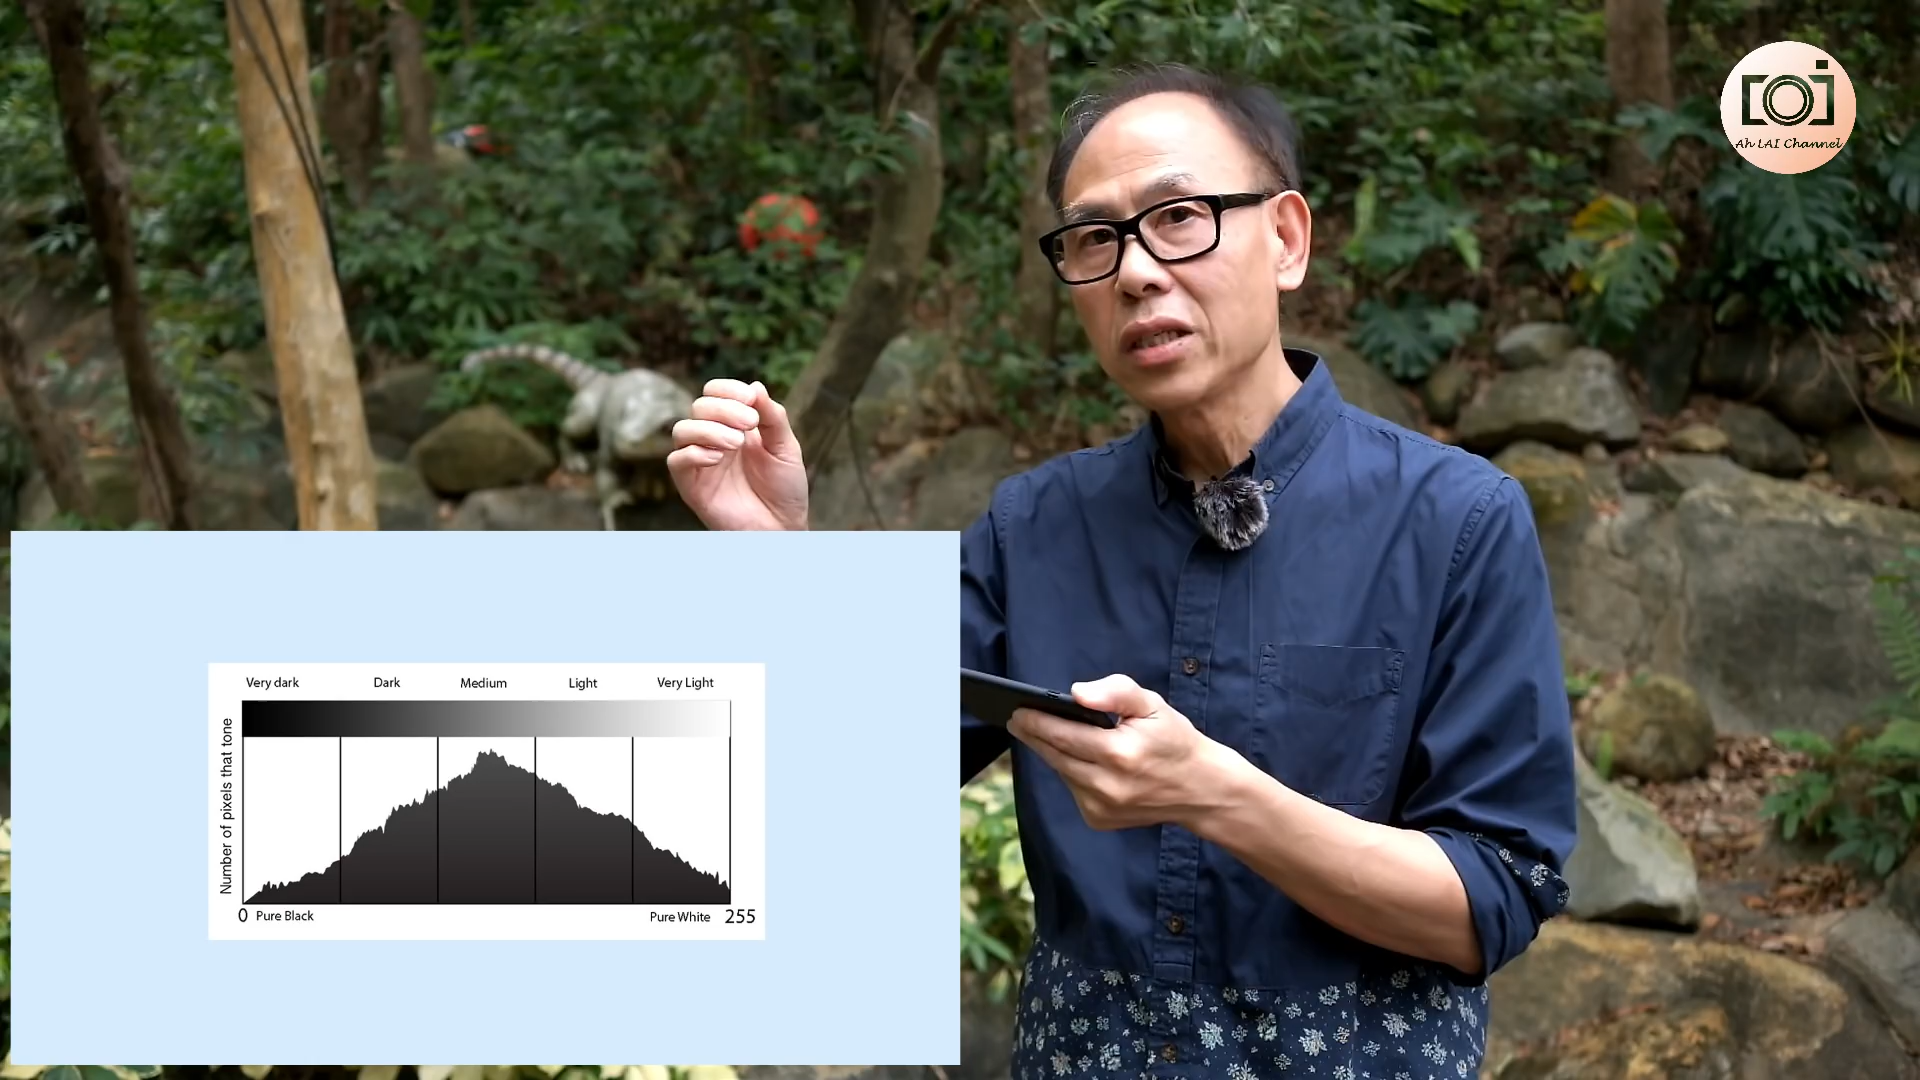 Ah LAI Channel
Very dark Dark Medium Light Very Light
Number of pixels that tone
0 Pure Black Pure White 255